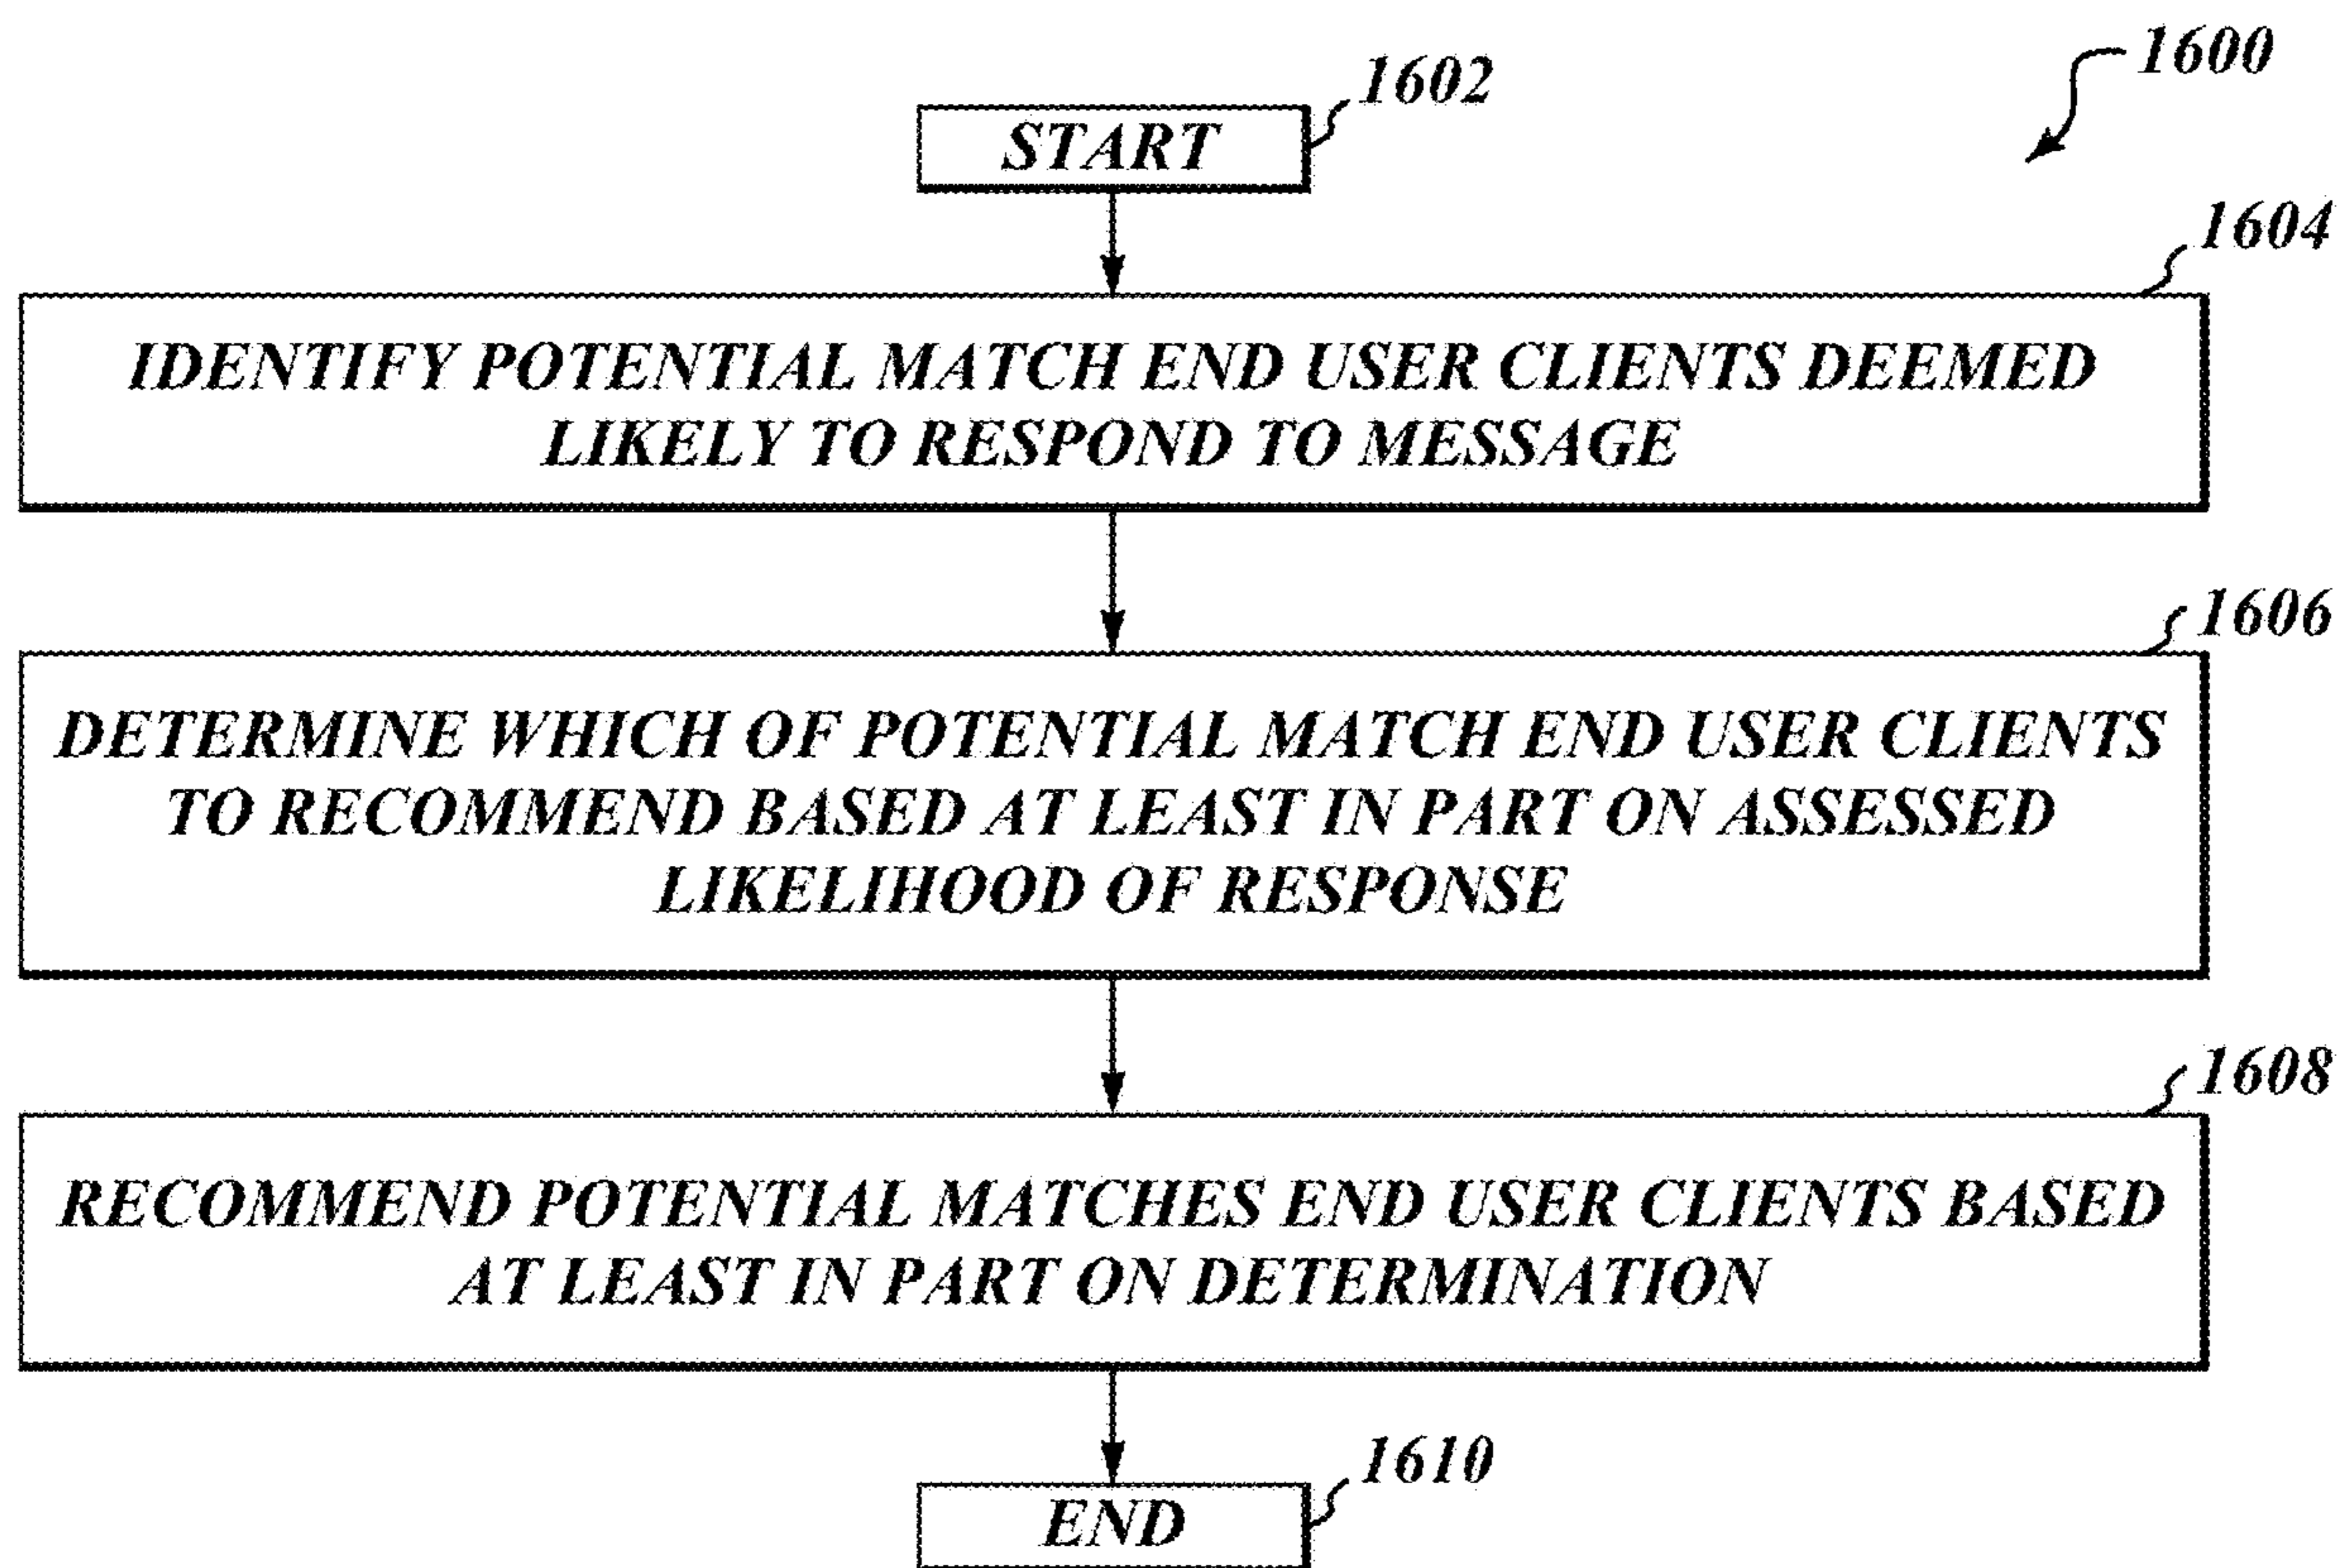 1600
1602
START
1604
IDENTIFY POTENTIAL MATCH END USER CLIENTS DEEMED
LIKELY TO RESPOND TO MESSAGE
1606
DETERMINE WHICH OF POTENTIAL MATCH END USER CLIENTS
TO RECOMMEND BASED AT LEAST IN PART ON ASSESSED
LIKELIHOOD OF RESPONSE
1608
RECOMMEND POTENTIAL MATCHES END USER CLIENTS BASED
AT LEAST IN PART ON DETERMINATION
1610
END